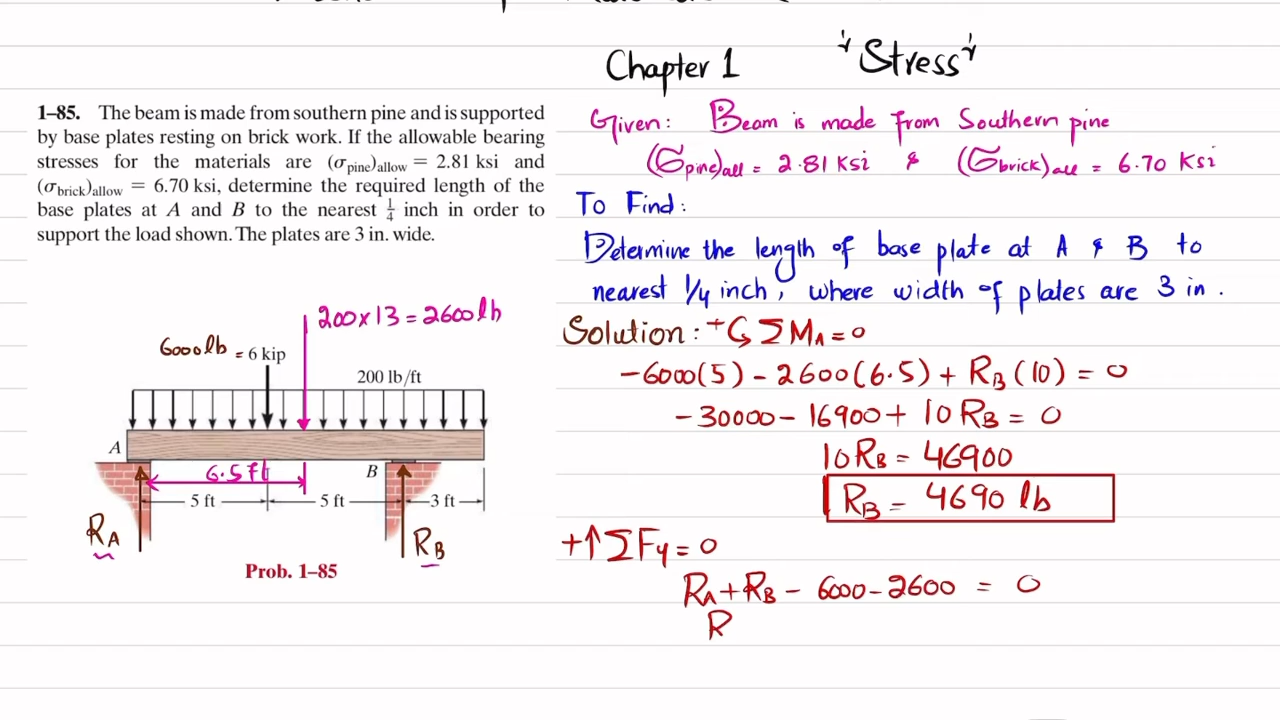 Chapter 1 "Stress"
1–85. The beam is made from southern pine and is supported
by base plates resting on brick work. If the allowable bearing
stresses for the materials are (σpine)allow = 2.81 ksi and
(σbrick)allow = 6.70 ksi, determine the required length of the
base plates at A and B to the nearest 1/4 inch in order to
support the load shown. The plates are 3 in. wide.
Given: Beam is made from Southern pine
(σpine)all = 2.81 Ksi & (σbrick)all = 6.70 Ksi
To Find:
Determine the length of base plate at A & B to
nearest 1/4 inch, where width of plates are 3 in.
200x13 = 2600 lb
6000 lb = 6 kip
200 lb/ft
A
6.5 ft
B
5 ft
5 ft
3 ft
RA
RB
Prob. 1–85
Solution: +↺ ΣMA = 0
-6000(5) - 2600(6.5) + RB(10) = 0
-30000 - 16900 + 10 RB = 0
10 RB = 46900
RB = 4690 lb
+↑ ΣFy = 0
RA + RB - 6000 - 2600 = 0
R